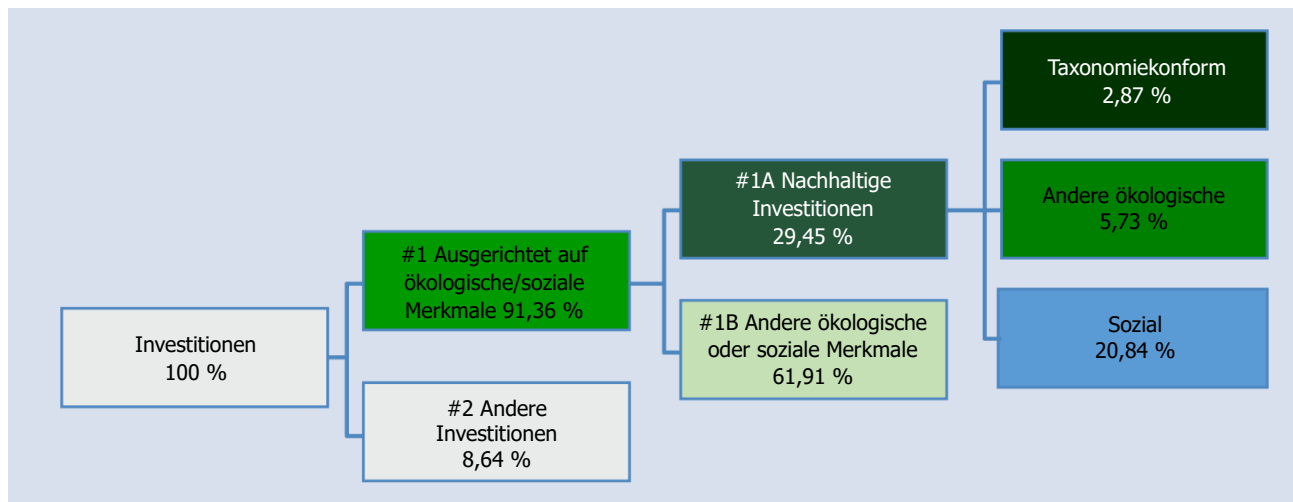 Investitionen
100 %
#1 Ausgerichtet auf
ökologische/soziale
Merkmale 91,36 %
#2 Andere
Investitionen
8,64 %
#1A Nachhaltige
Investitionen
29,45 %
#1B Andere ökologische
oder soziale Merkmale
61,91 %
Taxonomiekonform
2,87 %
Andere ökologische
5,73 %
Sozial
20,84 %